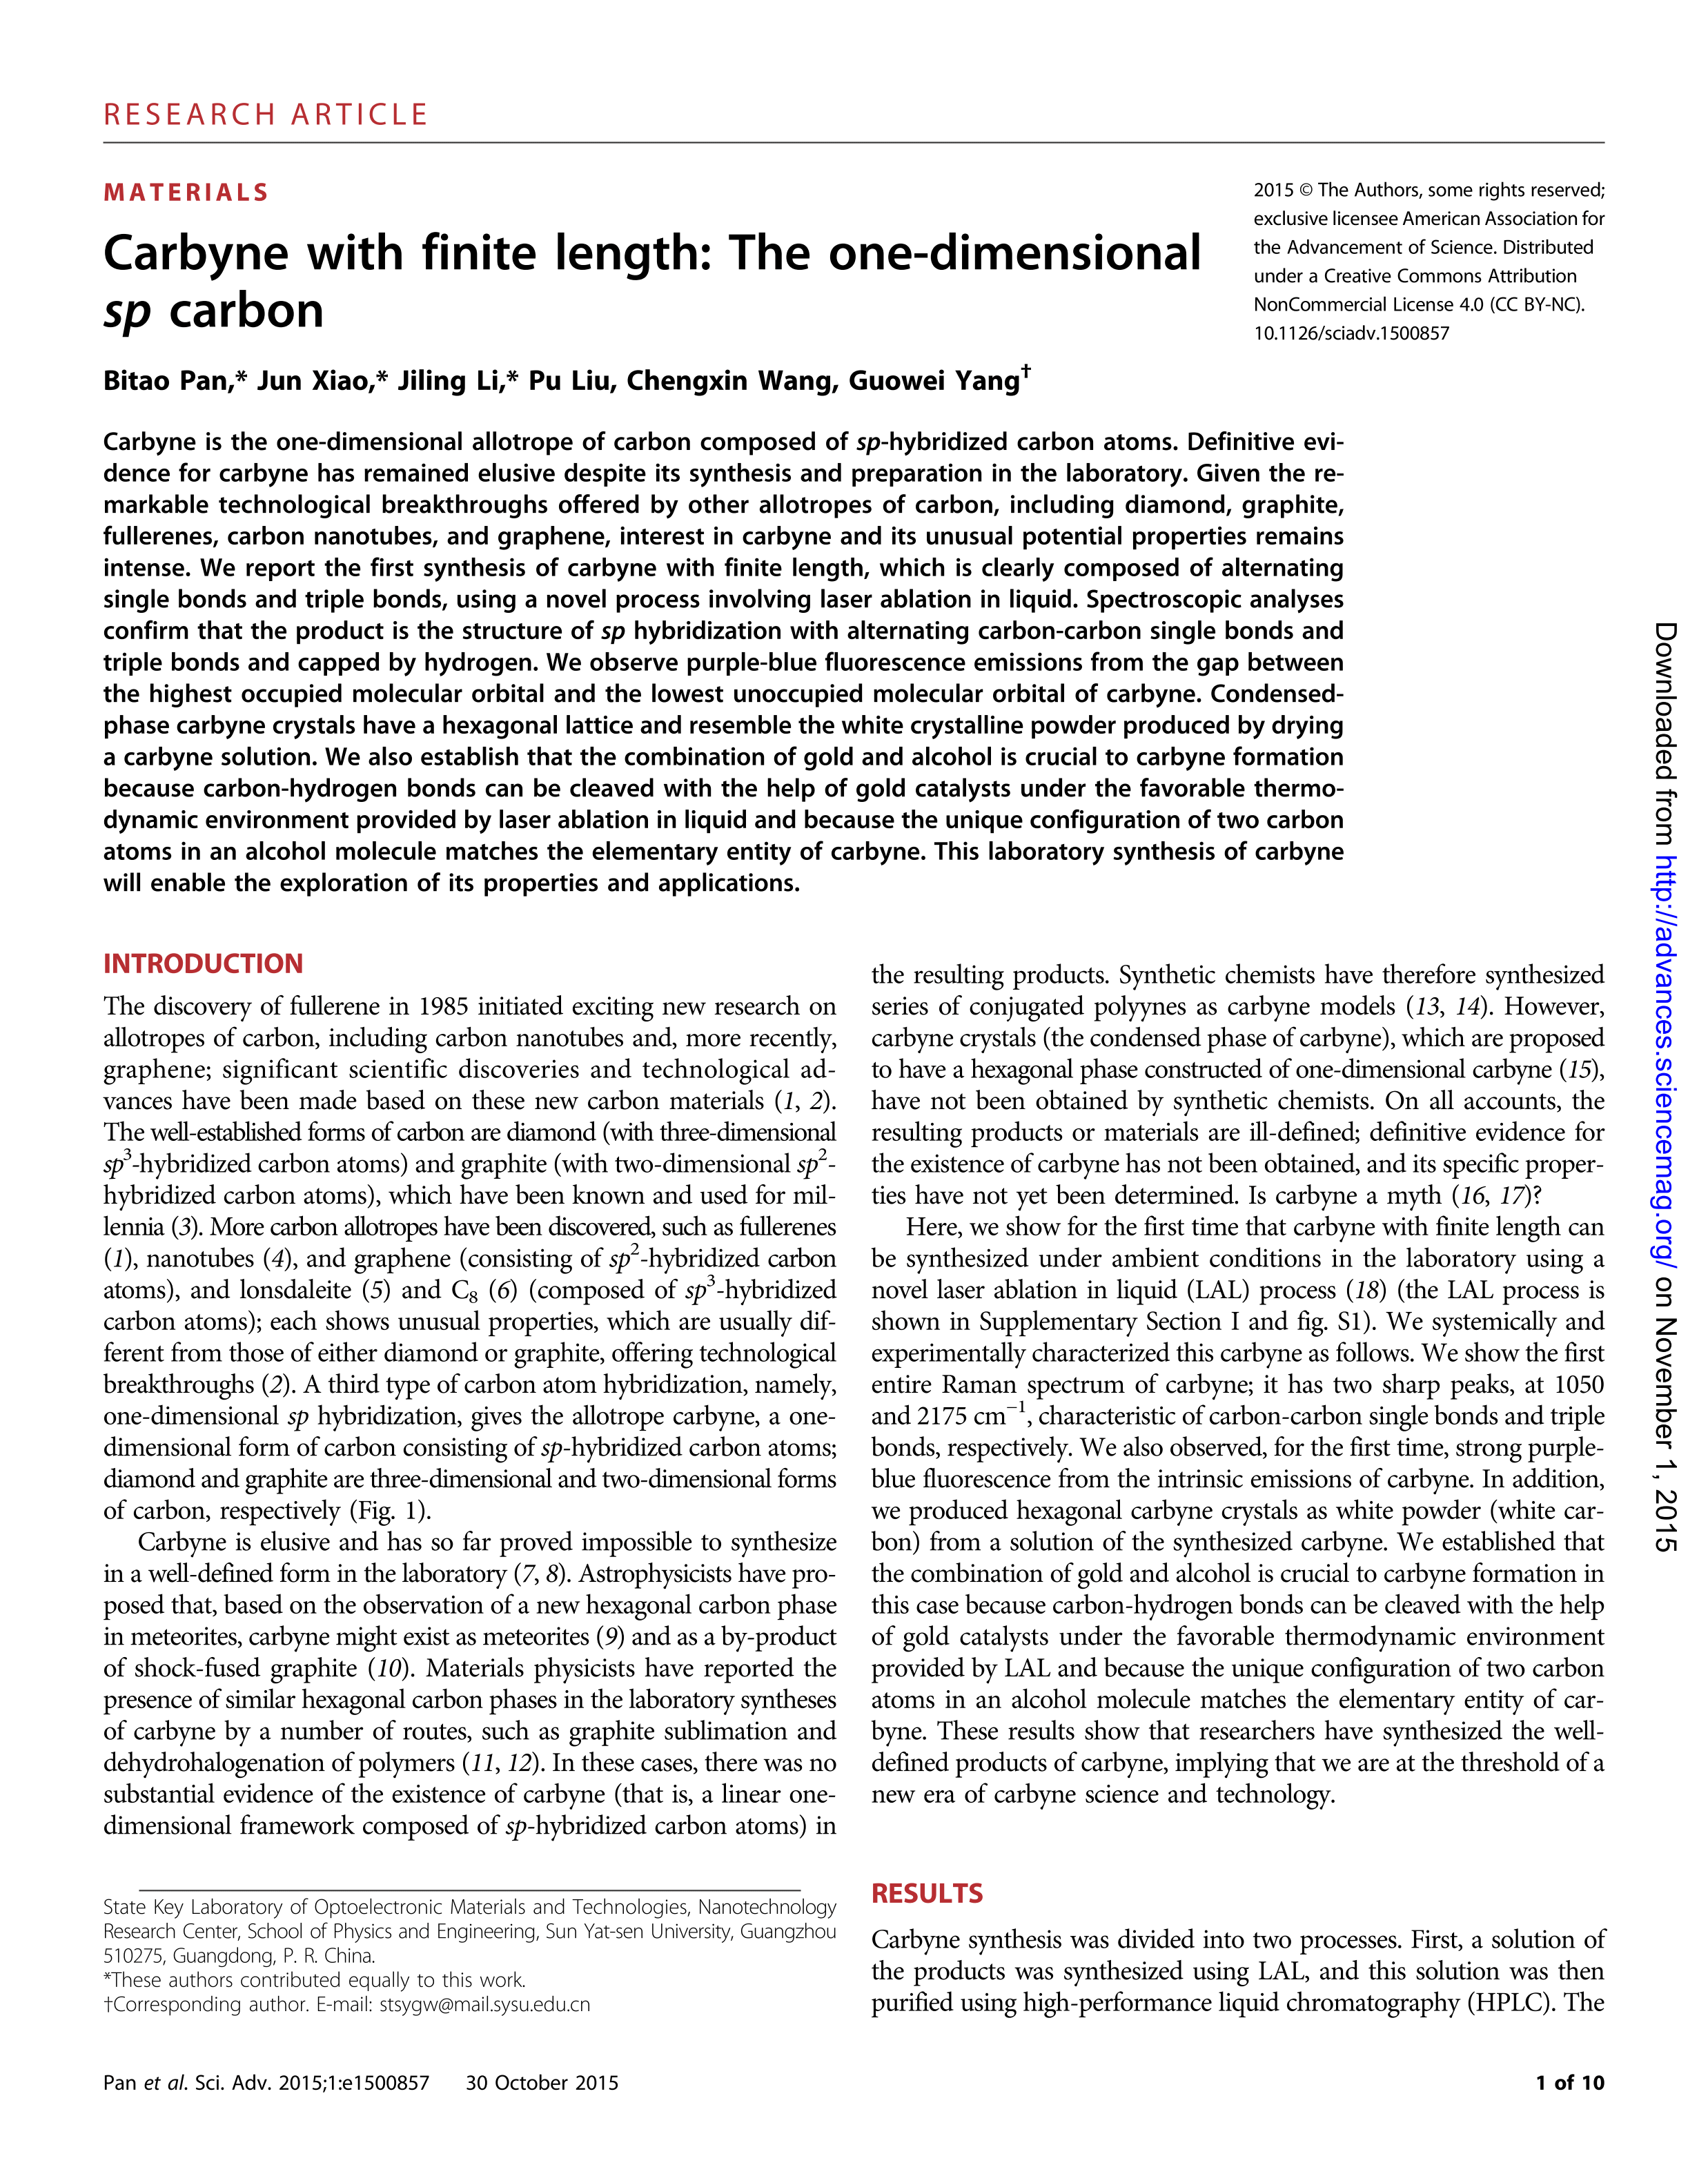 RESEARCH ARTICLE
MATERIALS
Carbyne with finite length: The one-dimensional
sp carbon
2015 © The Authors, some rights reserved;
exclusive licensee American Association for
the Advancement of Science. Distributed
under a Creative Commons Attribution
NonCommercial License 4.0 (CC BY-NC).
10.1126/sciadv.1500857
Bitao Pan,* Jun Xiao,* Jiling Li,* Pu Liu, Chengxin Wang, Guowei Yang†
Carbyne is the one-dimensional allotrope of carbon composed of sp-hybridized carbon atoms. Definitive evi-
dence for carbyne has remained elusive despite its synthesis and preparation in the laboratory. Given the re-
markable technological breakthroughs offered by other allotropes of carbon, including diamond, graphite,
fullerenes, carbon nanotubes, and graphene, interest in carbyne and its unusual potential properties remains
intense. We report the first synthesis of carbyne with finite length, which is clearly composed of alternating
single bonds and triple bonds, using a novel process involving laser ablation in liquid. Spectroscopic analyses
confirm that the product is the structure of sp hybridization with alternating carbon-carbon single bonds and
triple bonds and capped by hydrogen. We observe purple-blue fluorescence emissions from the gap between
the highest occupied molecular orbital and the lowest unoccupied molecular orbital of carbyne. Condensed-
phase carbyne crystals have a hexagonal lattice and resemble the white crystalline powder produced by drying
a carbyne solution. We also establish that the combination of gold and alcohol is crucial to carbyne formation
because carbon-hydrogen bonds can be cleaved with the help of gold catalysts under the favorable thermo-
dynamic environment provided by laser ablation in liquid and because the unique configuration of two carbon
atoms in an alcohol molecule matches the elementary entity of carbyne. This laboratory synthesis of carbyne
will enable the exploration of its properties and applications.
INTRODUCTION
The discovery of fullerene in 1985 initiated exciting new research on
allotropes of carbon, including carbon nanotubes and, more recently,
graphene; significant scientific discoveries and technological ad-
vances have been made based on these new carbon materials (1, 2).
The well-established forms of carbon are diamond (with three-dimensional
sp³-hybridized carbon atoms) and graphite (with two-dimensional sp²-
hybridized carbon atoms), which have been known and used for mil-
lennia (3). More carbon allotropes have been discovered, such as fullerenes
(1), nanotubes (4), and graphene (consisting of sp²-hybridized carbon
atoms), and lonsdaleite (5) and C₈ (6) (composed of sp³-hybridized
carbon atoms); each shows unusual properties, which are usually dif-
ferent from those of either diamond or graphite, offering technological
breakthroughs (2). A third type of carbon atom hybridization, namely,
one-dimensional sp hybridization, gives the allotrope carbyne, a one-
dimensional form of carbon consisting of sp-hybridized carbon atoms;
diamond and graphite are three-dimensional and two-dimensional forms
of carbon, respectively (Fig. 1).
Carbyne is elusive and has so far proved impossible to synthesize
in a well-defined form in the laboratory (7, 8). Astrophysicists have pro-
posed that, based on the observation of a new hexagonal carbon phase
in meteorites, carbyne might exist as meteorites (9) and as a by-product
of shock-fused graphite (10). Materials physicists have reported the
presence of similar hexagonal carbon phases in the laboratory syntheses
of carbyne by a number of routes, such as graphite sublimation and
dehydrohalogenation of polymers (11, 12). In these cases, there was no
substantial evidence of the existence of carbyne (that is, a linear one-
dimensional framework composed of sp-hybridized carbon atoms) in
State Key Laboratory of Optoelectronic Materials and Technologies, Nanotechnology
Research Center, School of Physics and Engineering, Sun Yat-sen University, Guangzhou
510275, Guangdong, P. R. China.
*These authors contributed equally to this work.
†Corresponding author. E-mail: stsygw@mail.sysu.edu.cn
the resulting products. Synthetic chemists have therefore synthesized
series of conjugated polyynes as carbyne models (13, 14). However,
carbyne crystals (the condensed phase of carbyne), which are proposed
to have a hexagonal phase constructed of one-dimensional carbyne (15),
have not been obtained by synthetic chemists. On all accounts, the
resulting products or materials are ill-defined; definitive evidence for
the existence of carbyne has not been obtained, and its specific proper-
ties have not yet been determined. Is carbyne a myth (16, 17)?
Here, we show for the first time that carbyne with finite length can
be synthesized under ambient conditions in the laboratory using a
novel laser ablation in liquid (LAL) process (18) (the LAL process is
shown in Supplementary Section I and fig. S1). We systemically and
experimentally characterized this carbyne as follows. We show the first
entire Raman spectrum of carbyne; it has two sharp peaks, at 1050
and 2175 cm⁻¹, characteristic of carbon-carbon single bonds and triple
bonds, respectively. We also observed, for the first time, strong purple-
blue fluorescence from the intrinsic emissions of carbyne. In addition,
we produced hexagonal carbyne crystals as white powder (white car-
bon) from a solution of the synthesized carbyne. We established that
the combination of gold and alcohol is crucial to carbyne formation in
this case because carbon-hydrogen bonds can be cleaved with the help
of gold catalysts under the favorable thermodynamic environment
provided by LAL and because the unique configuration of two carbon
atoms in an alcohol molecule matches the elementary entity of car-
byne. These results show that researchers have synthesized the well-
defined products of carbyne, implying that we are at the threshold of a
new era of carbyne science and technology.
RESULTS
Carbyne synthesis was divided into two processes. First, a solution of
the products was synthesized using LAL, and this solution was then
purified using high-performance liquid chromatography (HPLC). The
Pan et al. Sci. Adv. 2015;1:e1500857 30 October 2015
1 of 10
Downloaded from http://advances.sciencemag.org/ on November 1, 2015